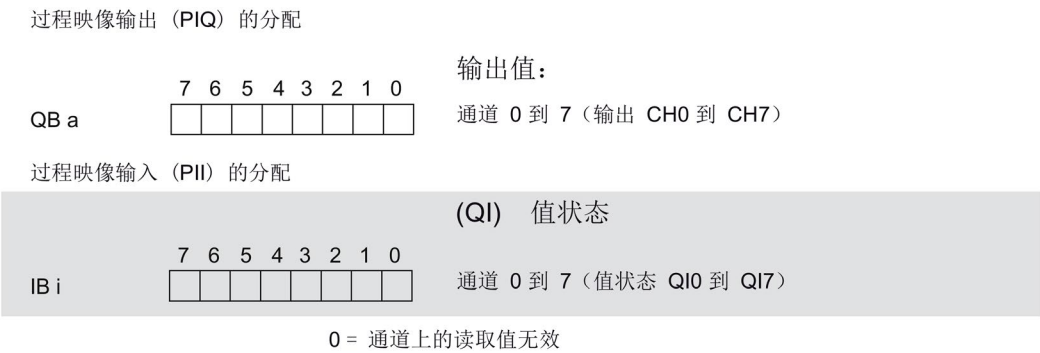 过程映像输出（PIQ）的分配
输出值：
7 6 5 4 3 2 1 0
QB a
通道 0 到 7（输出 CH0 到 CH7）
过程映像输入（PII）的分配
(QI) 值状态
7 6 5 4 3 2 1 0
IB i
通道 0 到 7（值状态 QI0 到 QI7）
0 = 通道上的读取值无效